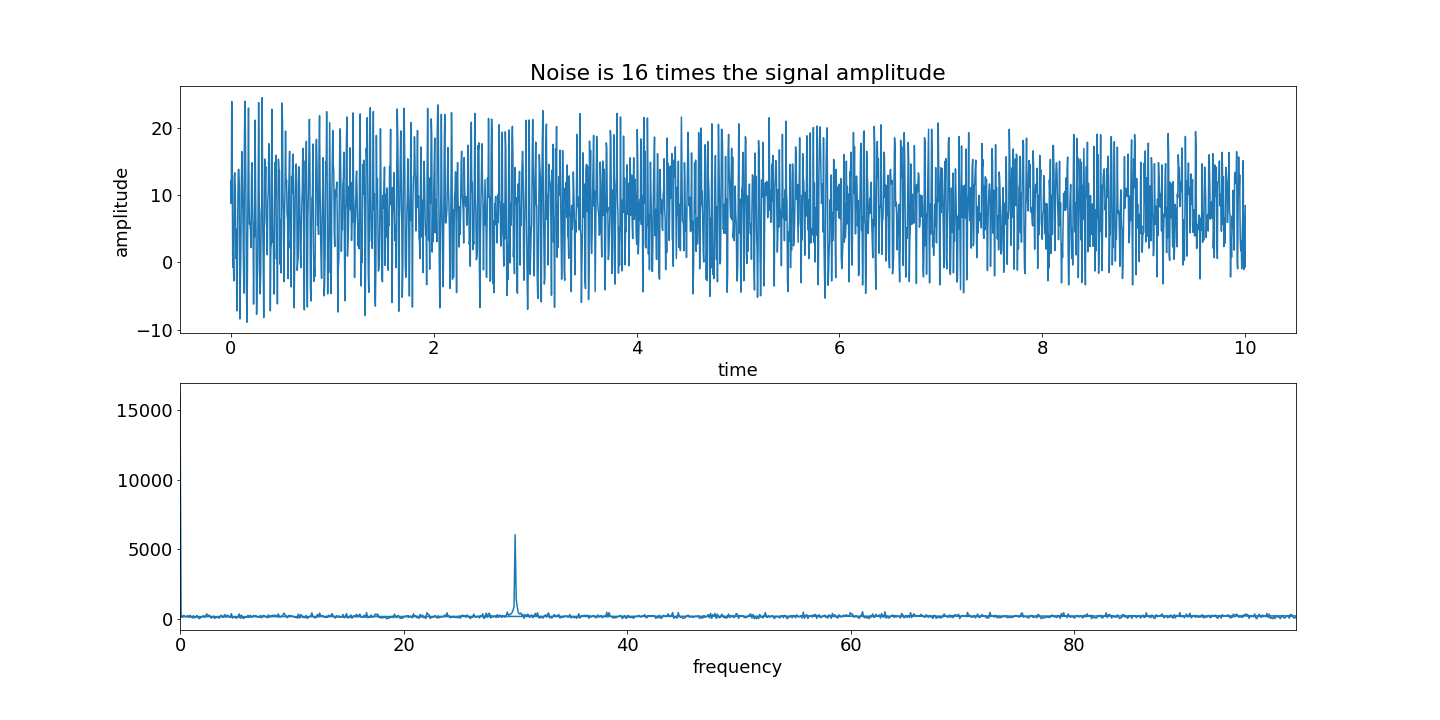 Noise is 16 times the signal amplitude
amplitude
20
10
0
−10
0 2 4 6 8 10
time
15000
10000
5000
0
0 20 40 60 80
frequency